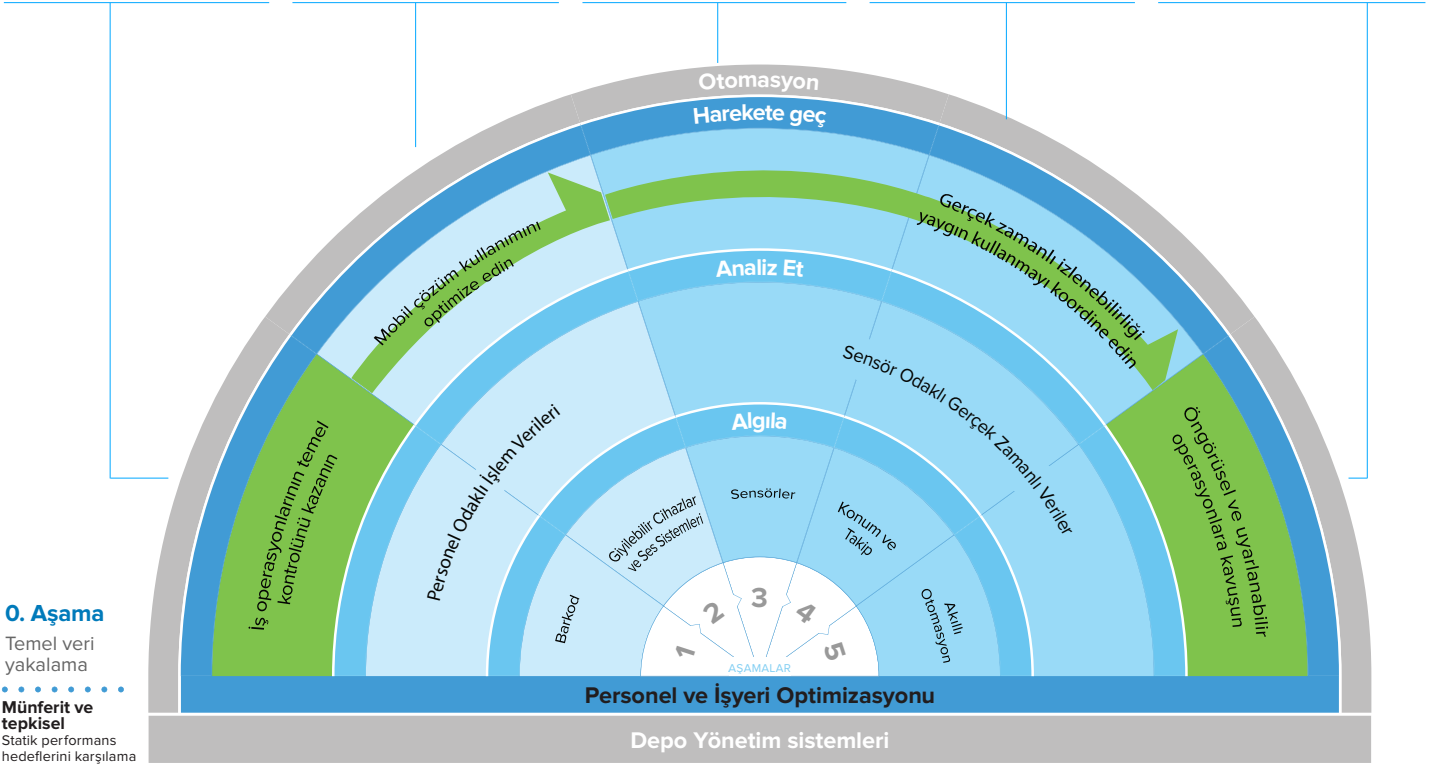 Otomasyon
Harekete geç
Mobil çözüm kullanımını
optimize edin
Gerçek zamanlı izlenebilirliği
yaygın kullanmayı koordine edin
Analiz Et
Personel Odaklı İşlem Verileri
Sensör Odaklı Gerçek Zamanlı Veriler
İş operasyonlarının temel
kontrolünü kazanın
Öngörüsel ve uyarlanabilir
operasyonlara kavuşun
Algıla
Barkod
Giyilebilir Cihazlar
ve Ses Sistemleri
Sensörler
Konum ve
Takip
Akıllı
Otomasyon
1
2
3
4
5
AŞAMALAR
0. Aşama
Temel veri
yakalama
Münferit ve
tepkisel
Statik performans
hedeflerini karşılama
Personel ve İşyeri Optimizasyonu
Depo Yönetim sistemleri